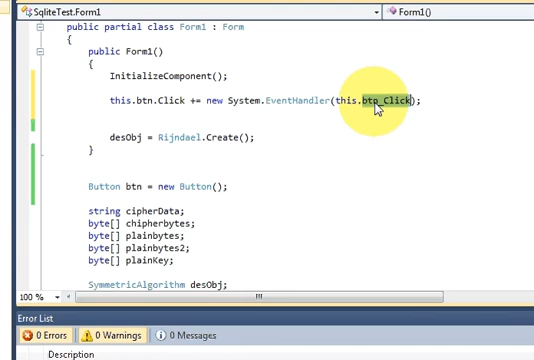 SqliteTest.Form1
Form1()
public partial class Form1 : Form
{
public Form1()
{
InitializeComponent();
this.btn.Click += new System.EventHandler(this.btn_Click);
desObj = Rijndael.Create();
}
Button btn = new Button();
string cipherData;
byte[] chipherbytes;
byte[] plainbytes;
byte[] plainbytes2;
byte[] plainKey;
SymmetricAlgorithm desObj;
100 %
Error List
0 Errors
0 Warnings
0 Messages
Description